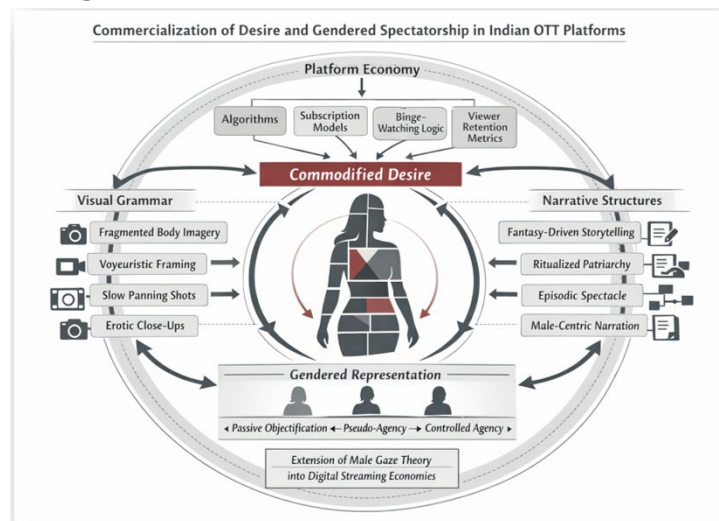 Commercialization of Desire and Gendered Spectatorship in Indian OTT Platforms
Platform Economy
Algorithms
Subscription
Models
Binge-
Watching Logic
Viewer
Retention
Metrics
Commodified Desire
Visual Grammar
Fragmented Body Imagery
Voyeuristic Framing
Slow Panning Shots
Erotic Close-Ups
Narrative Structures
Fantasy-Driven Storytelling
Ritualized Patriarchy
Episodic Spectacle
Male-Centric Narration
Gendered Representation
Passive Objectification Pseudo-Agency Controlled Agency
Extension of Male Gaze Theory
into Digital Streaming Economies